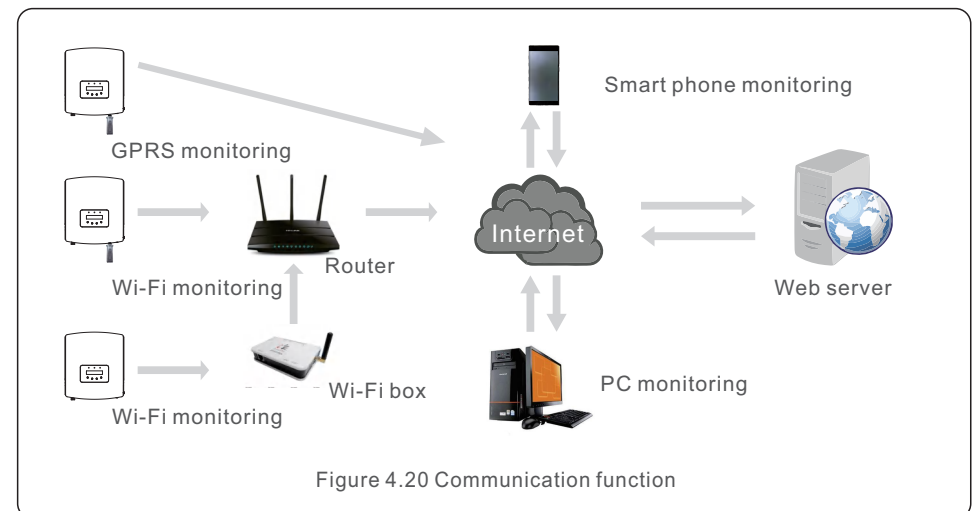 Smart phone monitoring
GPRS monitoring
Internet
Router
Wi-Fi monitoring
Web server
Wi-Fi box
PC monitoring
Wi-Fi monitoring
Figure 4.20 Communication function